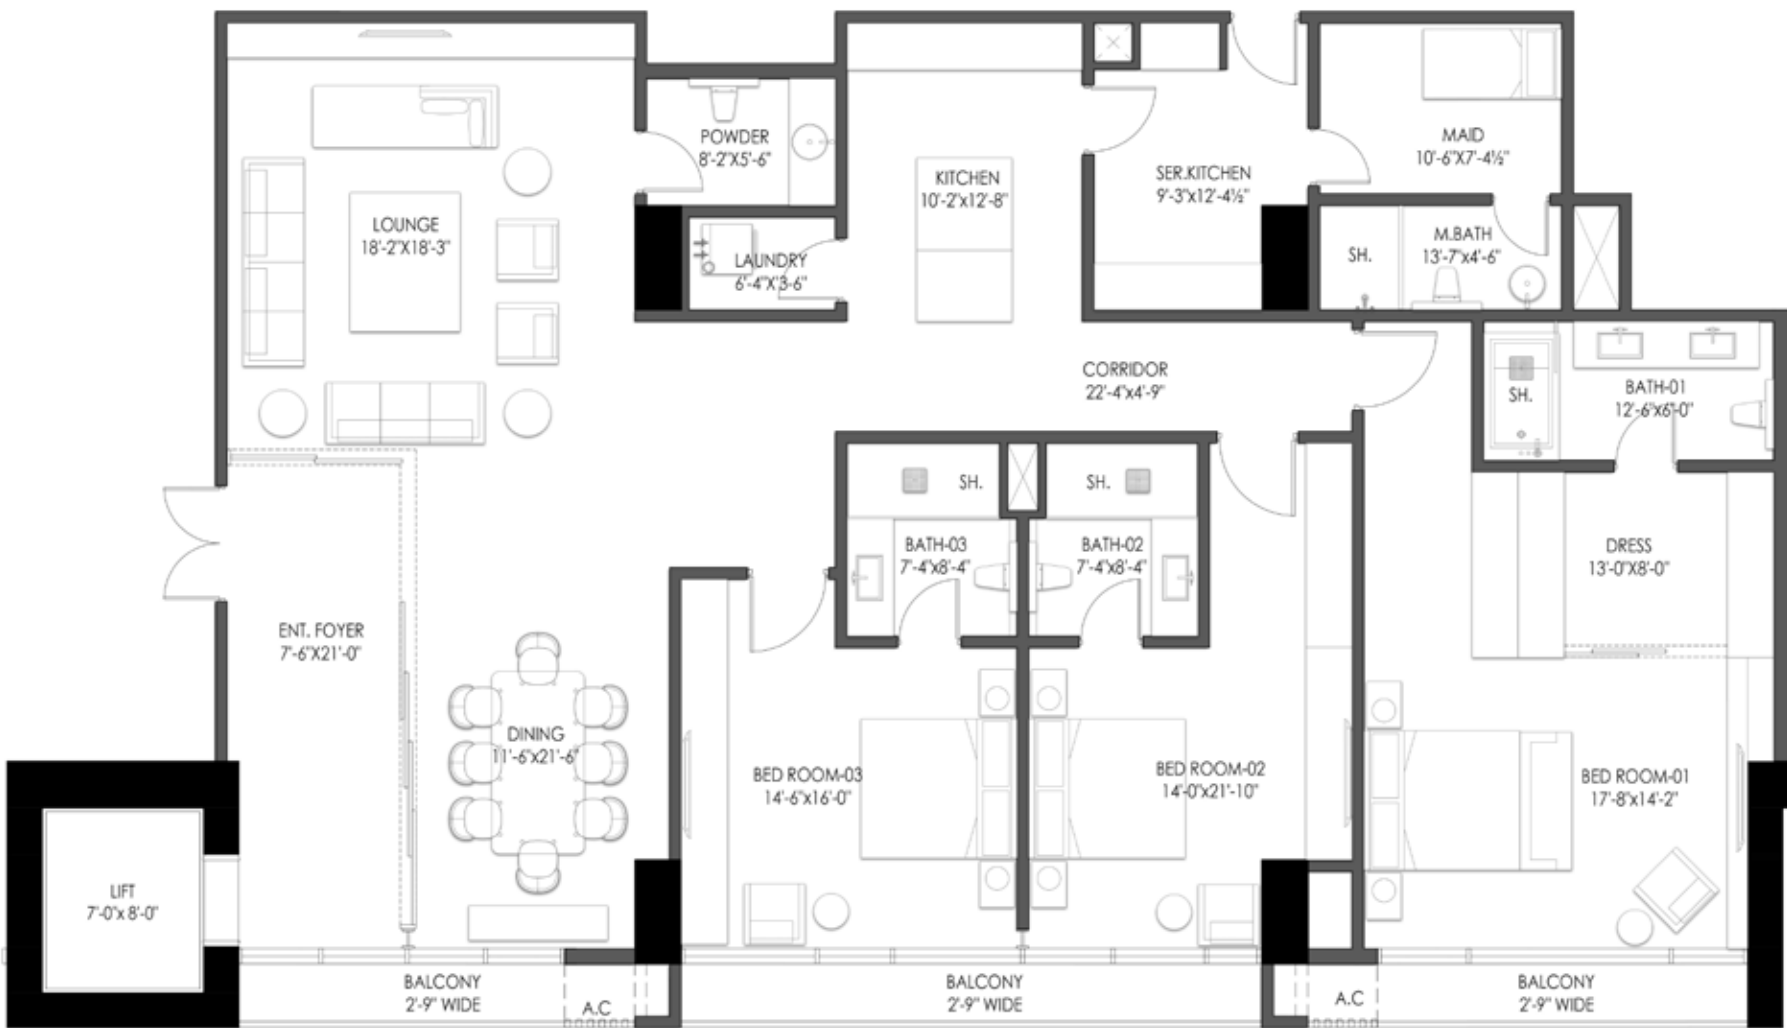 POWDER
8'-2"X5'-6"
MAID
10'-6"X7'-4½"
KITCHEN
10'-2"x12'-8"
SER.KITCHEN
9'-3"x12'-4½"
LOUNGE
18'-2"X18'-3"
LAUNDRY
6'-4"X'3-6"
SH.
M.BATH
13'-7"x4'-6"
CORRIDOR
22'-4"x4'-9"
SH.
BATH-01
12'-6"x6'-0"
SH.
SH.
BATH-03
7'-4"x8'-4"
BATH-02
7'-4"x8'-4"
DRESS
13'-0"X8'-0"
ENT. FOYER
7'-6"X21'-0"
DINING
11'-6"x21'-6"
BED ROOM-03
14'-6"x16'-0"
BED ROOM-02
14'-0"x21'-10"
BED ROOM-01
17'-8"x14'-2"
LIFT
7'-0"x 8'-0"
BALCONY
2'-9" WIDE
A.C
BALCONY
2'-9" WIDE
A.C
BALCONY
2'-9" WIDE